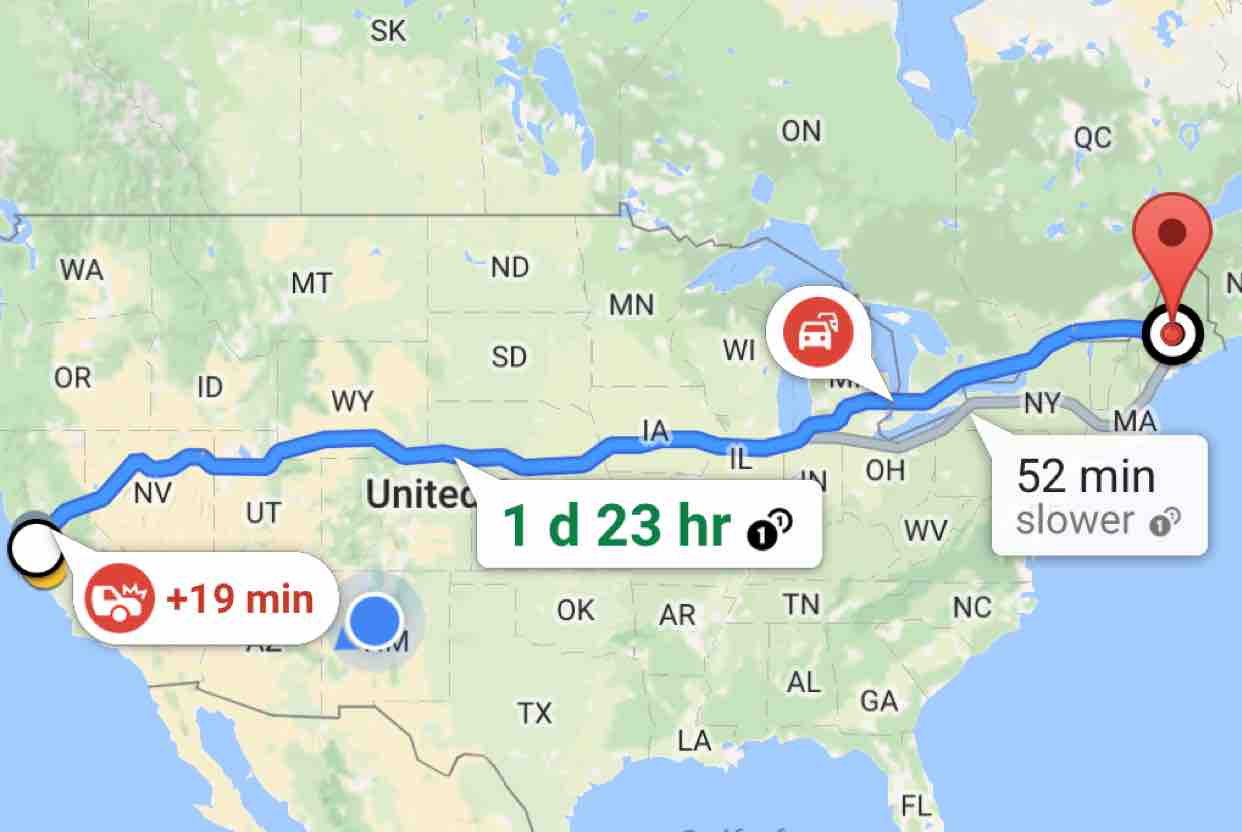 SK
ON
QC
WA
MT
ND
MN
OR
ID
SD
WI
WY
IA
NY
MA
NV
IL
OH
UT
United
IN
52 min
slower
1 d 23 hr
WV
+19 min
OK
AR
TN
NC
AL
GA
TX
LA
FL